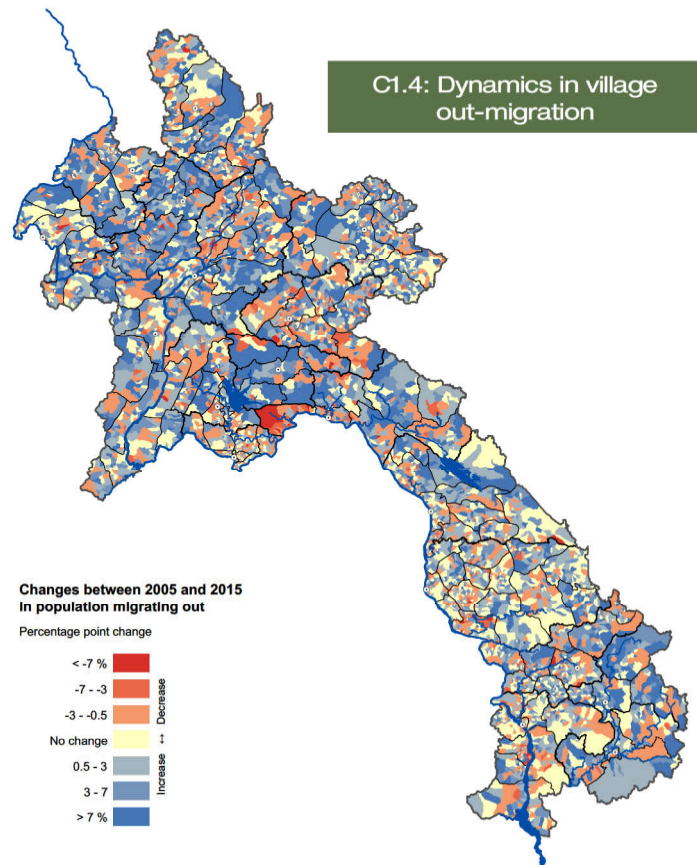 C1.4: Dynamics in village
out-migration
Changes between 2005 and 2015
in population migrating out
Percentage point change
< -7 %
-7 - -3
-3 - -0.5
No change
0.5 - 3
3 - 7
> 7 %
Decrease
↔
Increase